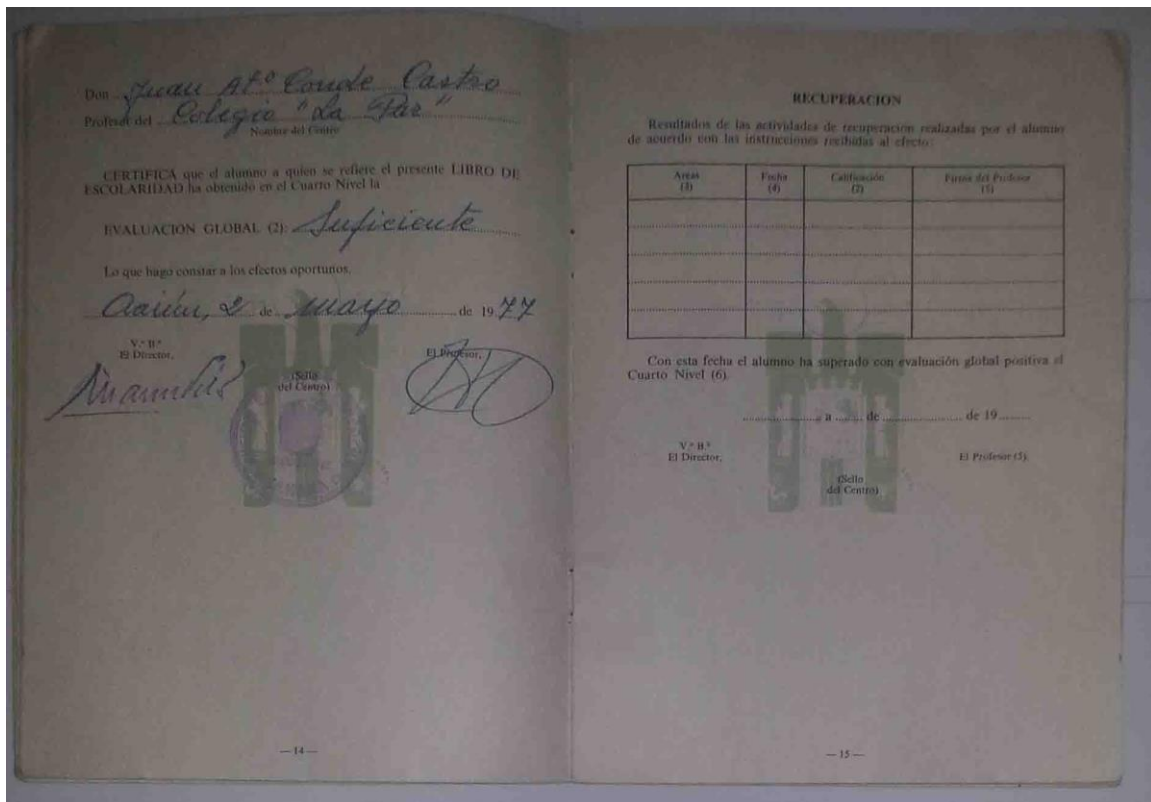 Don Juan Atº Conde Castro
Profesor del Colegio "La Paz"
Nombre del Centro
CERTIFICA que el alumno a quien se refiere el presente LIBRO DE
ESCOLARIDAD ha obtenido en el Cuarto Nivel la
EVALUACION GLOBAL (2): Suficiente
Lo que hago constar a los efectos oportunos.
2 de Mayo de 1977
V.º B.º
El Director,
El Profesor,
(Sello
del Centro)
— 14 —
RECUPERACION
Resultados de las actividades de recuperación realizadas por el alumno
de acuerdo con las instrucciones recibidas al efecto:
Areas
(3)
Fecha
(4)
Calificación
(2)
Firma del Profesor
(5)
Con esta fecha el alumno ha superado con evaluación global positiva el
Cuarto Nivel (6).
a de de 19
V.º B.º
El Director,
El Profesor (5)
(Sello
del Centro)
— 15 —